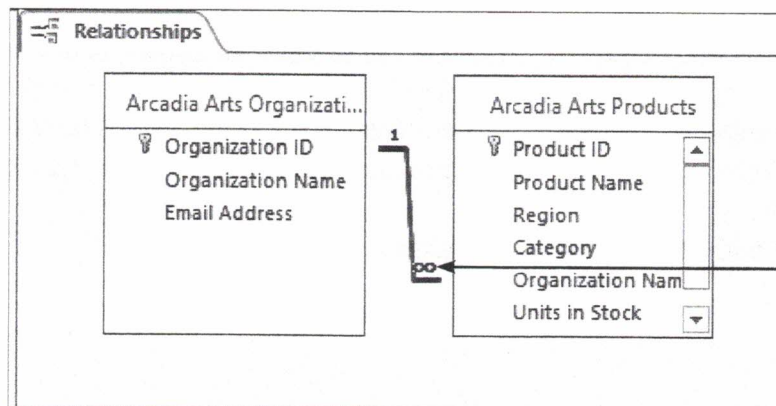 Relationships
Arcadia Arts Organizati...
Organization ID
Organization Name
Email Address
1
∞
Arcadia Arts Products
Product ID
Product Name
Region
Category
Organization Nam
Units in Stock